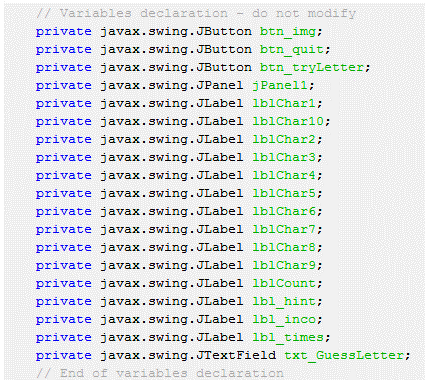 // Variables declaration - do not modify
private javax.swing.JButton btn_img;
private javax.swing.JButton btn_quit;
private javax.swing.JButton btn_tryLetter;
private javax.swing.JPanel jPanel1;
private javax.swing.JLabel lblChar1;
private javax.swing.JLabel lblChar10;
private javax.swing.JLabel lblChar2;
private javax.swing.JLabel lblChar3;
private javax.swing.JLabel lblChar4;
private javax.swing.JLabel lblChar5;
private javax.swing.JLabel lblChar6;
private javax.swing.JLabel lblChar7;
private javax.swing.JLabel lblChar8;
private javax.swing.JLabel lblChar9;
private javax.swing.JLabel lblCount;
private javax.swing.JLabel lbl_hint;
private javax.swing.JLabel lbl_inco;
private javax.swing.JLabel lbl_times;
private javax.swing.JTextField txt_GuessLetter;
// End of variables declaration